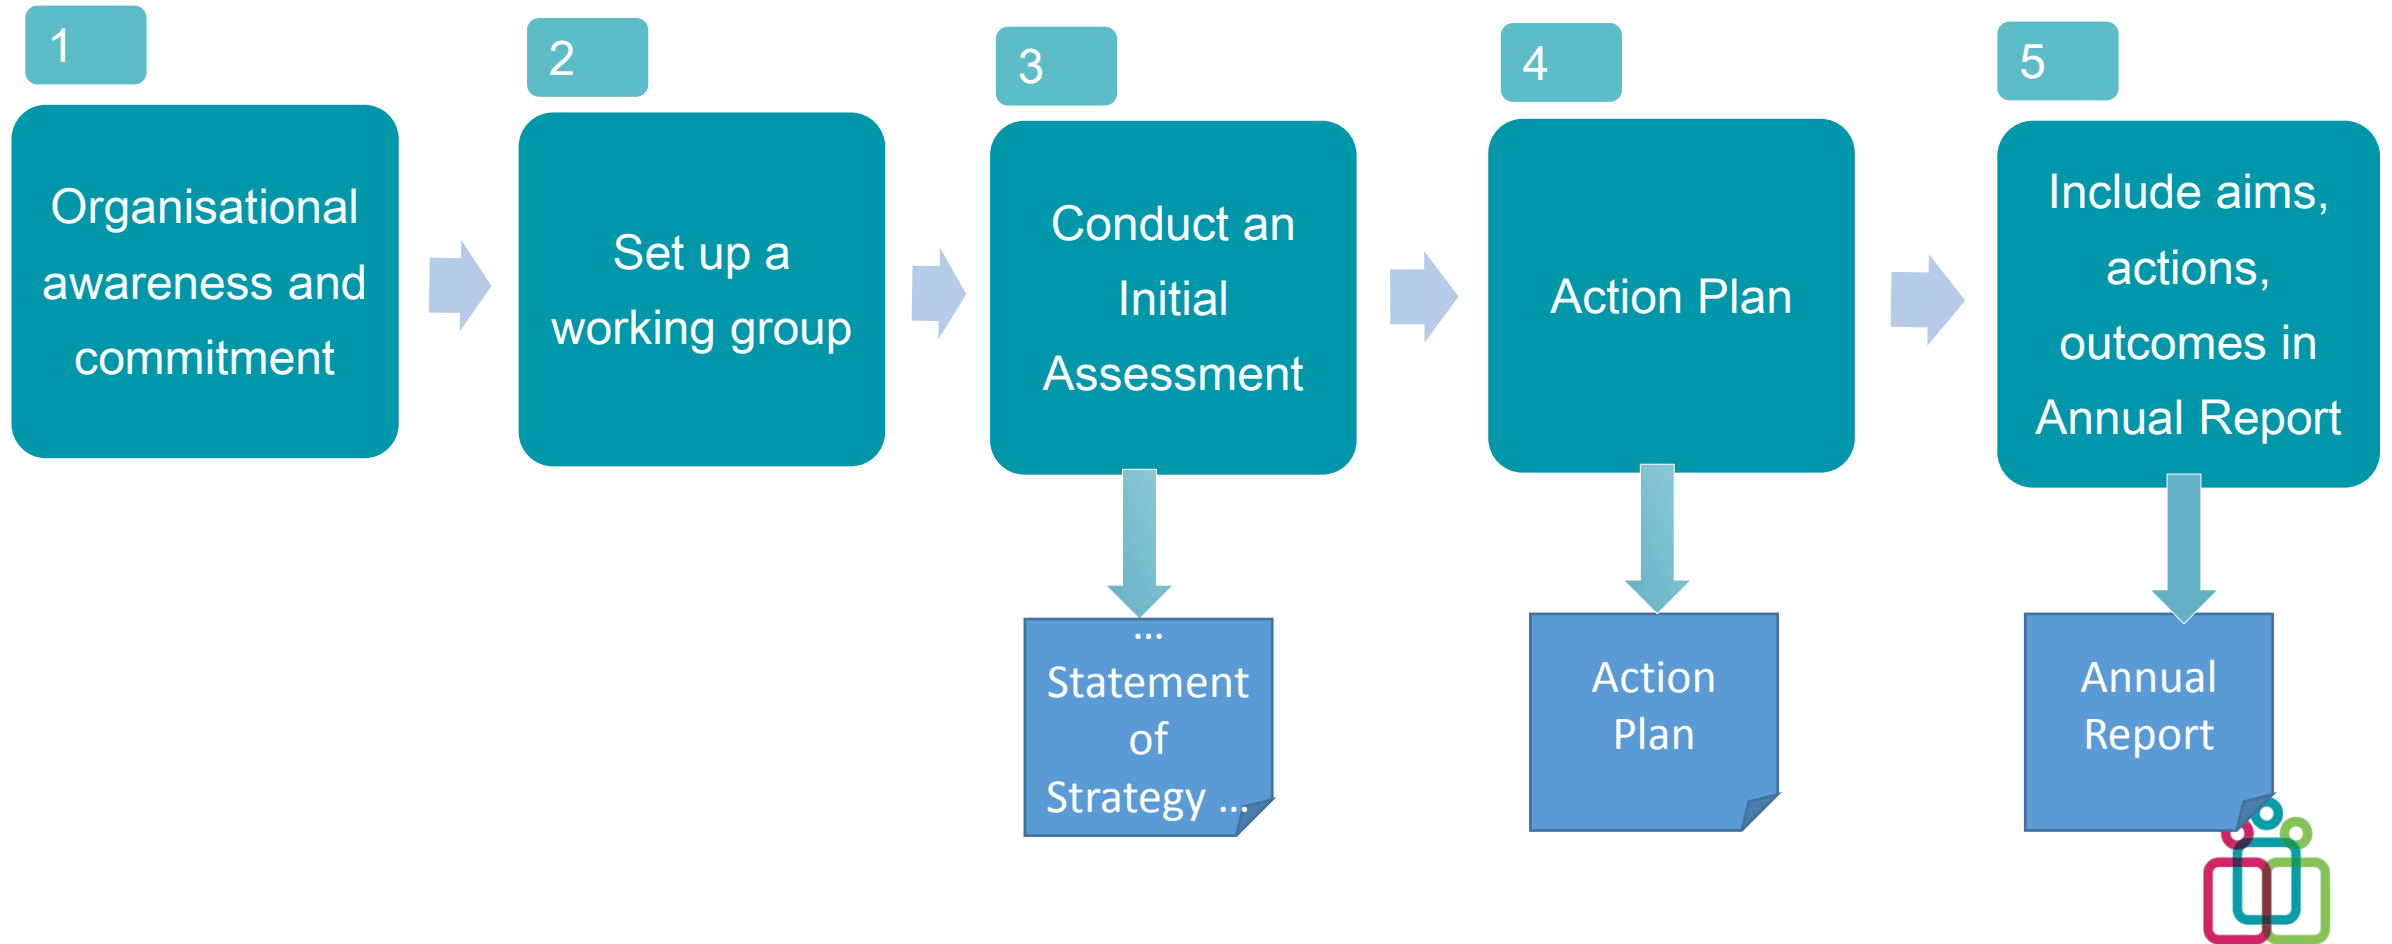 1
Organisational
awareness and
commitment
2
Set up a
working group
3
Conduct an
Initial
Assessment
4
Action Plan
5
Include aims,
actions,
outcomes in
Annual Report
...
Statement
of
Strategy ...
Action
Plan
Annual
Report